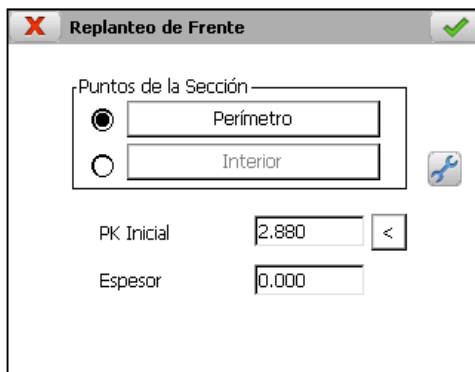 Replanteo de Frente
Puntos de la Sección
Perímetro
Interior
PK Inicial 2.880 <
Espesor 0.000